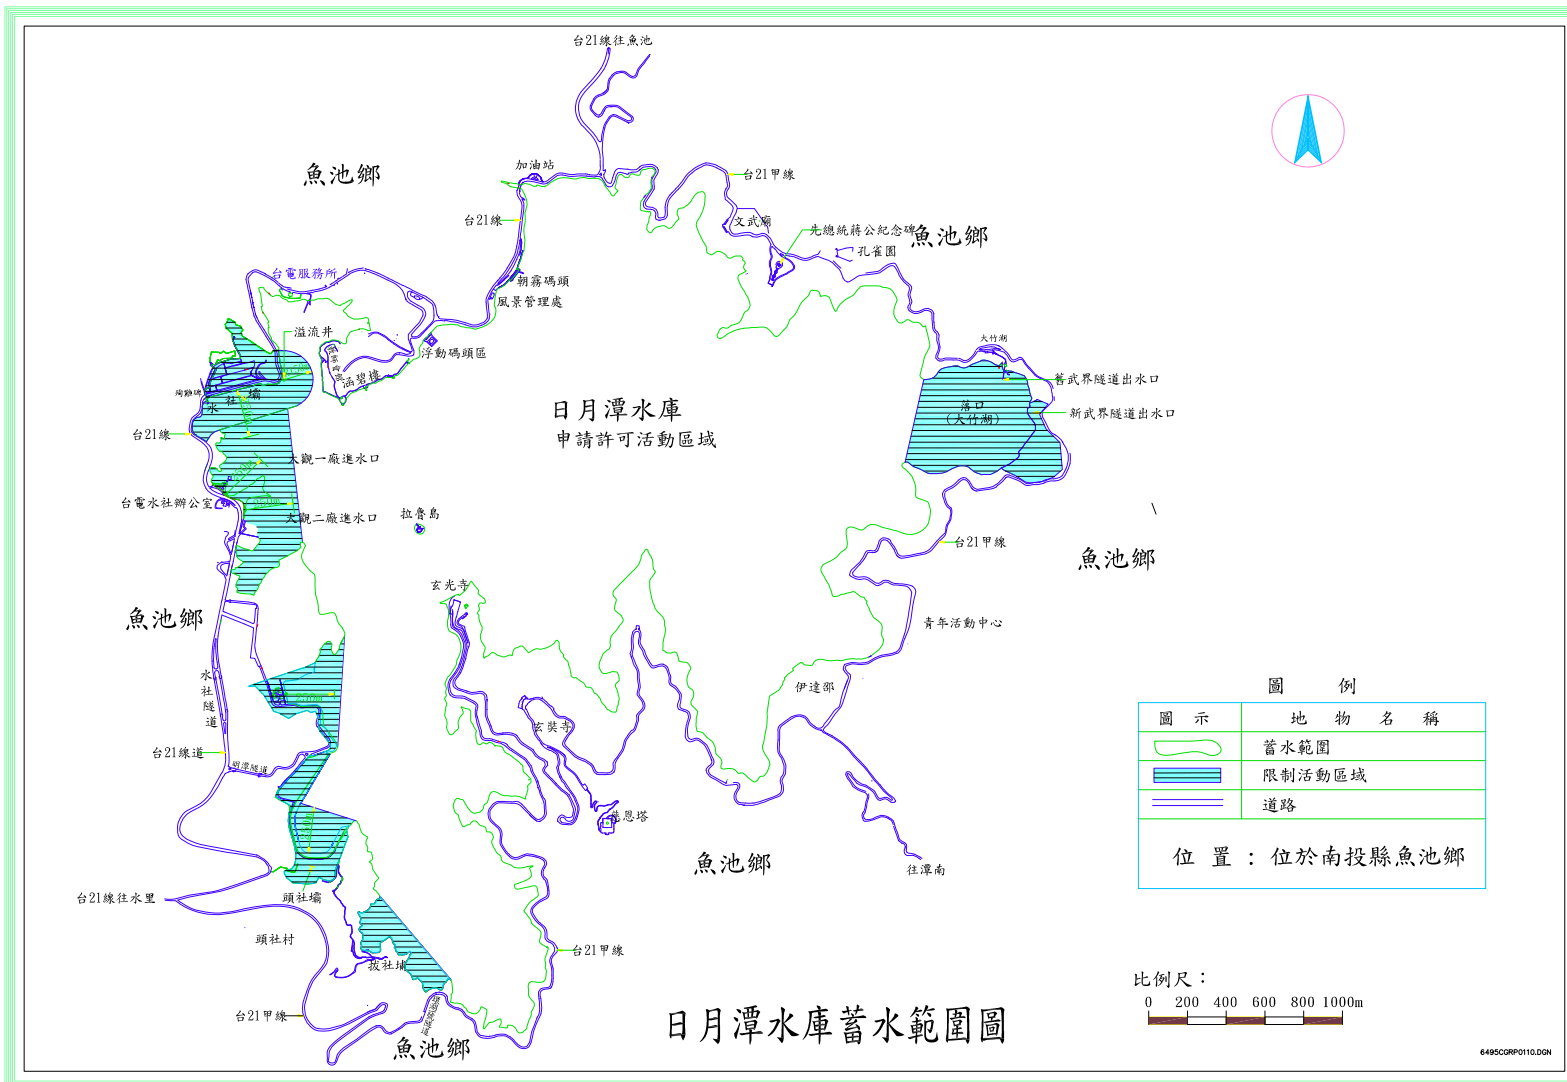 台21線往魚池
加油站
魚池鄉
台21甲線
台21線
文武廟
先總統蔣公紀念碑
魚池鄉
孔雀園
台電服務所
朝霧碼頭
風景管理處
溢流井
浮動碼頭區
涵碧樓
大竹湖
舊武界隧道出水口
水社壩
落口
(大竹湖)
新武界隧道出水口
日月潭水庫
申請許可活動區域
台21線
大觀一廠進水口
250m
台電水社辦公室
大觀二廠進水口
拉魯島
台21甲線
魚池鄉
玄光寺
魚池鄉
青年活動中心
水社隧道
250m
伊達邵
玄奘寺
台21線道
明潭隧道
250m
慈恩塔
魚池鄉
往潭南
頭社壩
台21線往水里
頭社村
拔社埔
台21甲線
台21甲線
魚池鄉
圖例
圖示 地物名稱
蓄水範圍
限制活動區域
道路
位置：位於南投縣魚池鄉
比例尺：
0 200 400 600 800 1000m
日月潭水庫蓄水範圍圖
6495CGRP0110.DGN